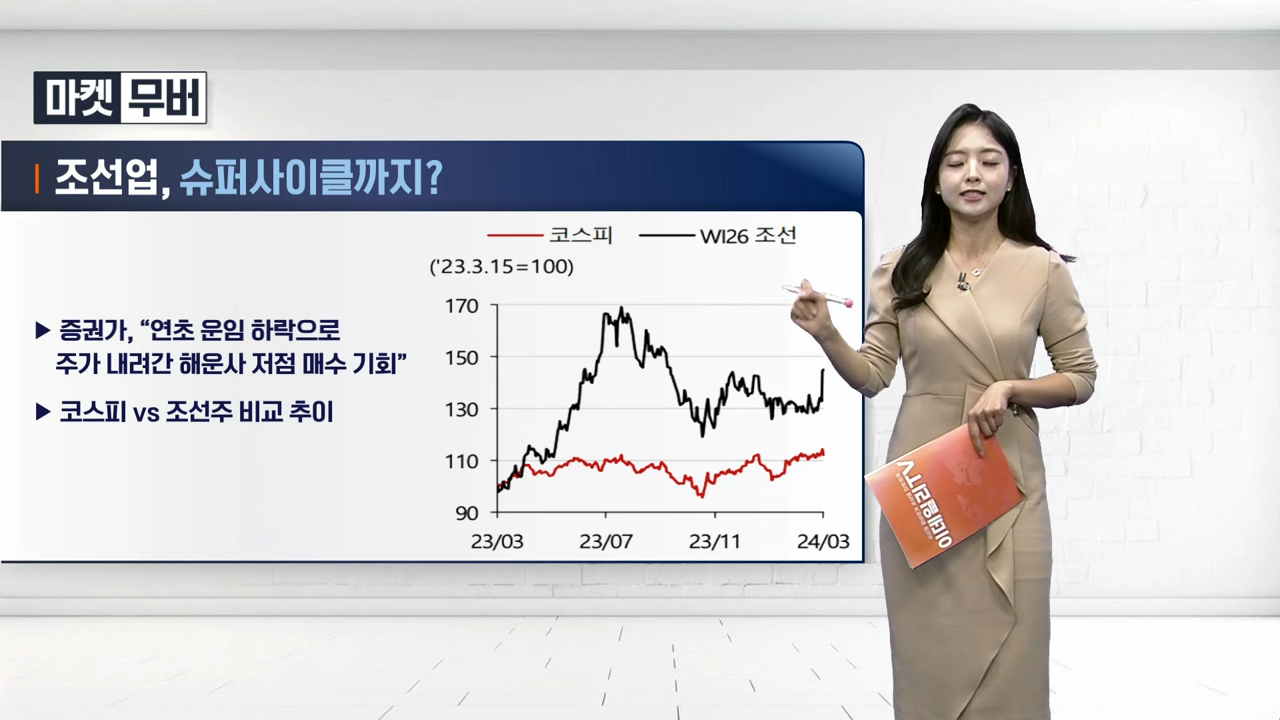 마켓 무버
조선업, 슈퍼사이클까지?
▶ 증권가, “연초 운임 하락으로
주가 내려간 해운사 저점 매수 기회”
▶ 코스피 vs 조선주 비교 추이
코스피 WI26 조선
('23.3.15=100)
170
150
130
110
90
23/03 23/07 23/11 24/03
이데일리TV